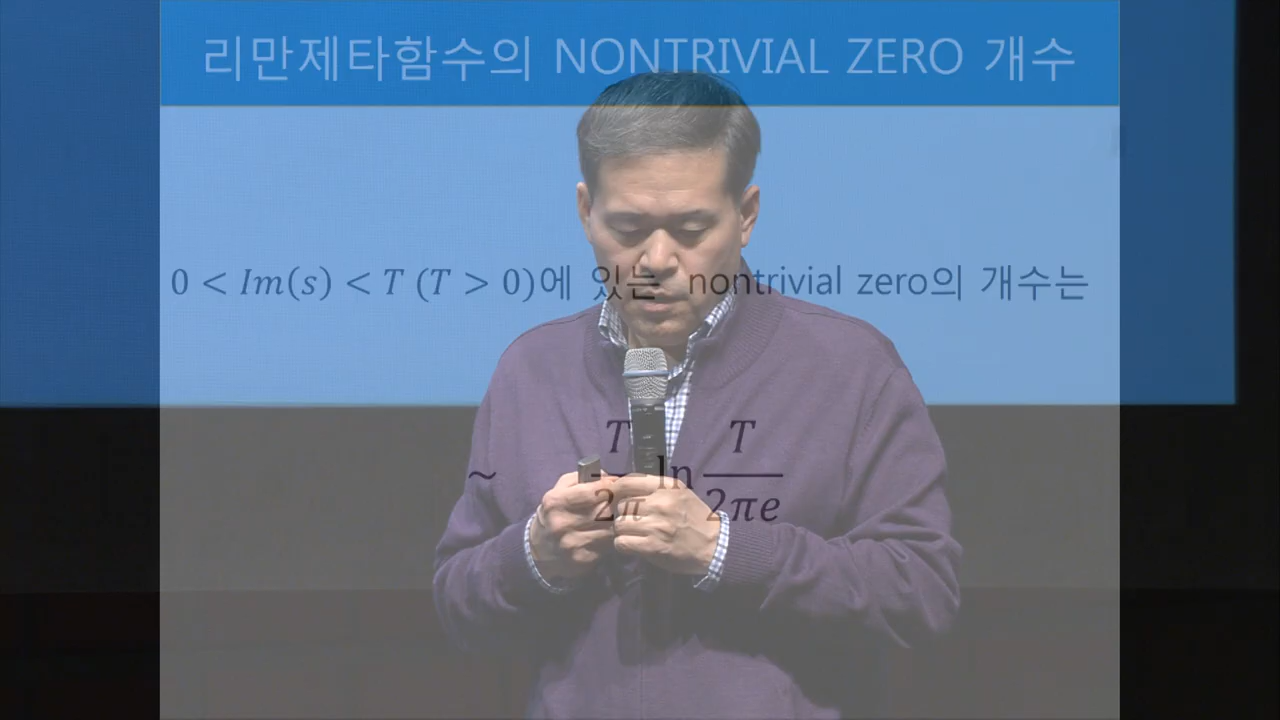 리만제타함수의 NONTRIVIAL ZERO 개수
0 < Im(s) < T (T > 0)에 있는 nontrivial zero의 개수는
~ T/2π ln T/2πe